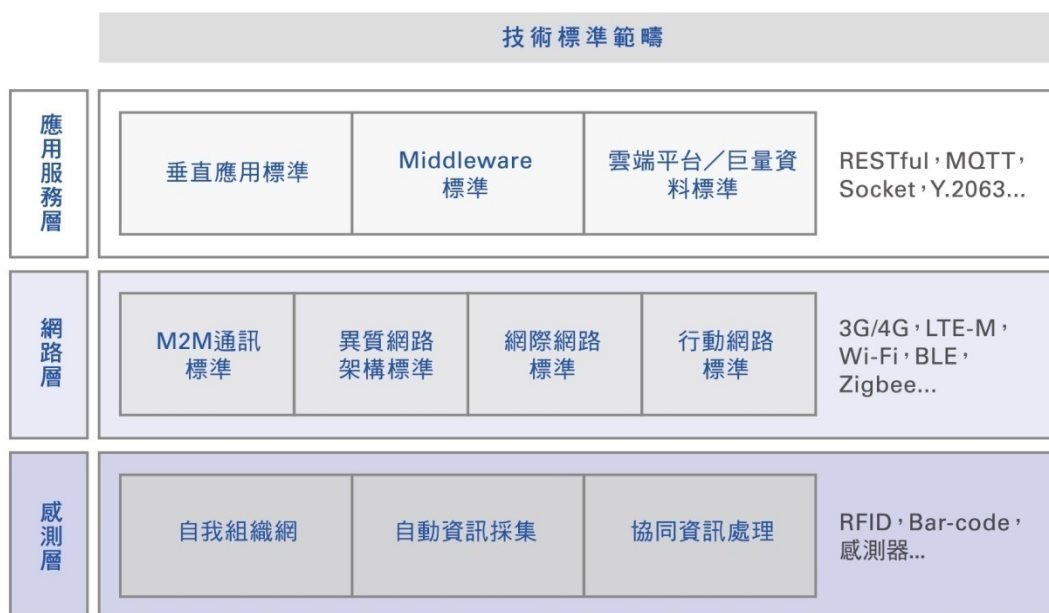 技術標準範疇
應用服務層
垂直應用標準
Middleware
標準
雲端平台／巨量資
料標準
RESTful，MQTT，
Socket，Y.2063...
網路層
M2M通訊
標準
異質網路
架構標準
網際網路
標準
行動網路
標準
3G/4G，LTE-M，
Wi-Fi，BLE，
Zigbee...
感測層
自我組織網
自動資訊採集
協同資訊處理
RFID，Bar-code，
感測器...